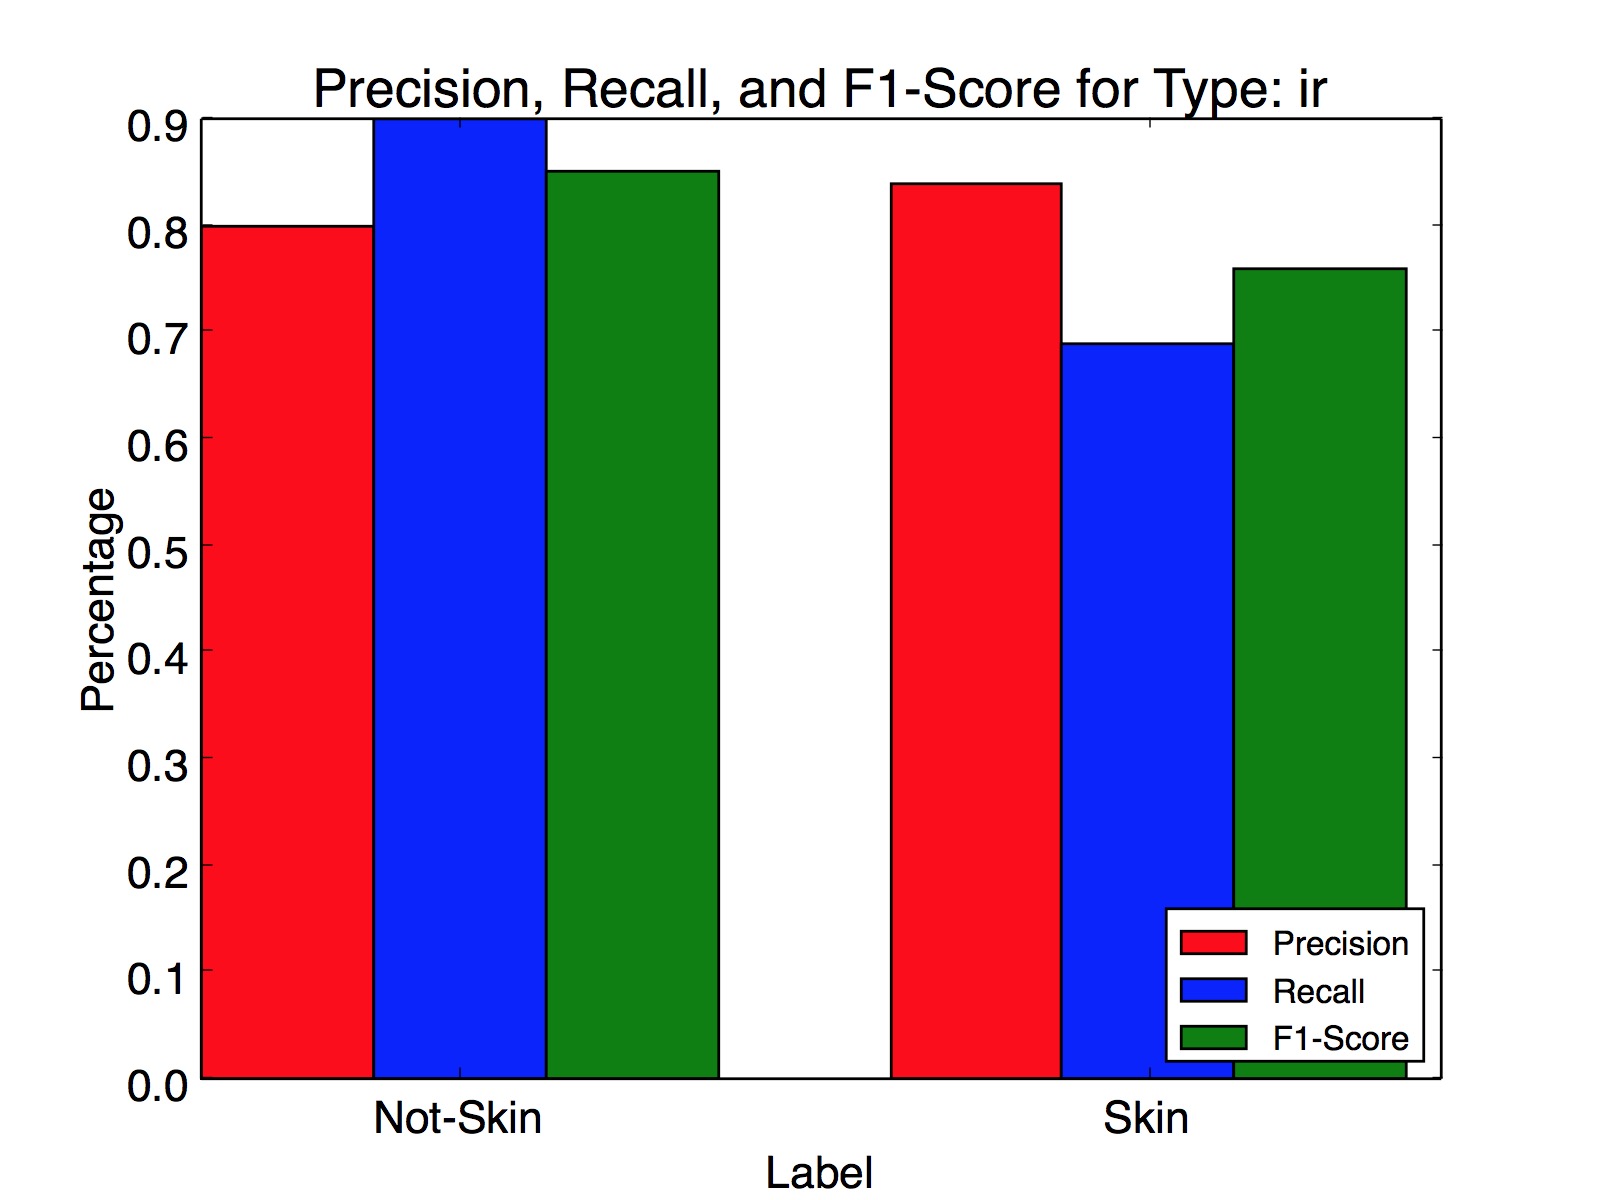 Precision, Recall, and F1-Score for Type: ir
0.9
0.8
0.7
0.6
0.5
0.4
0.3
0.2
0.1
0.0
Percentage
Not-Skin
Skin
Label
Precision
Recall
F1-Score